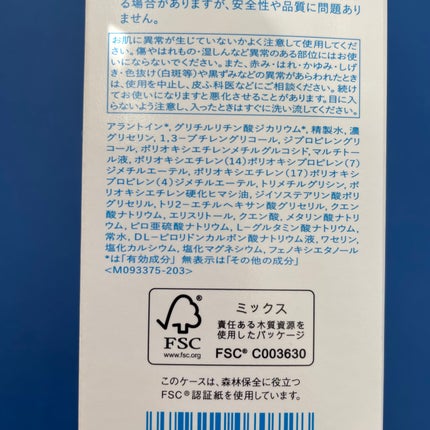 る場合がありますが、安全性や品質に問題あり
ません。
お肌に異常が生じていないかよく注意して使用してくだ
さい。傷やはれもの・湿しんなど異常のある部位にはお使
いにならないでください。また、赤み・はれ・かゆみ・しげ
き・色抜け(白斑等)や黒ずみなどの異常があらわれたとき
は、使用を中止し、皮ふ科医などにご相談ください。続け
てお使いになりますと悪化させることがあります。目に入
らないようご注意し、入ったときはすぐに洗い流してください。
アラントイン*, グリチルリチン酸ジカリウム*, 精製水, 濃
グリセリン, 1,3-ブチレングリコール, ジプロピレングリ
コール, ポリオキシエチレンメチルグルコシド, マルチトー
ル液, ポリオキシエチレン(14)ポリオキシプロピレン(7)
ジメチルエーテル, ポリオキシエチレン(17)ポリオキシ
プロピレン(4)ジメチルエーテル, トリメチルグリシン, ポ
リオキシエチレン硬化ヒマシ油, ジイソステアリン酸ポリ
グリセリル, トリ2-エチルヘキサン酸グリセリル, クエン
酸ナトリウム, エリスリトール, クエン酸, メタリン酸ナトリ
ウム, ピロ亜硫酸ナトリウム, L-グルタミン酸ナトリウム,
常水, DL-ピロリドンカルボン酸ナトリウム液, ワセリン,
塩化カルシウム, 塩化マグネシウム, フェノキシエタノール
*は「有効成分」 無表示は「その他の成分」
<M093375-203>
ミックス
責任ある木質資源を
使用したパッケージ
FSC
www.fsc.org
FSC® C003630
このケースは、森林保全に役立つ
FSC®認証紙を使用しています。